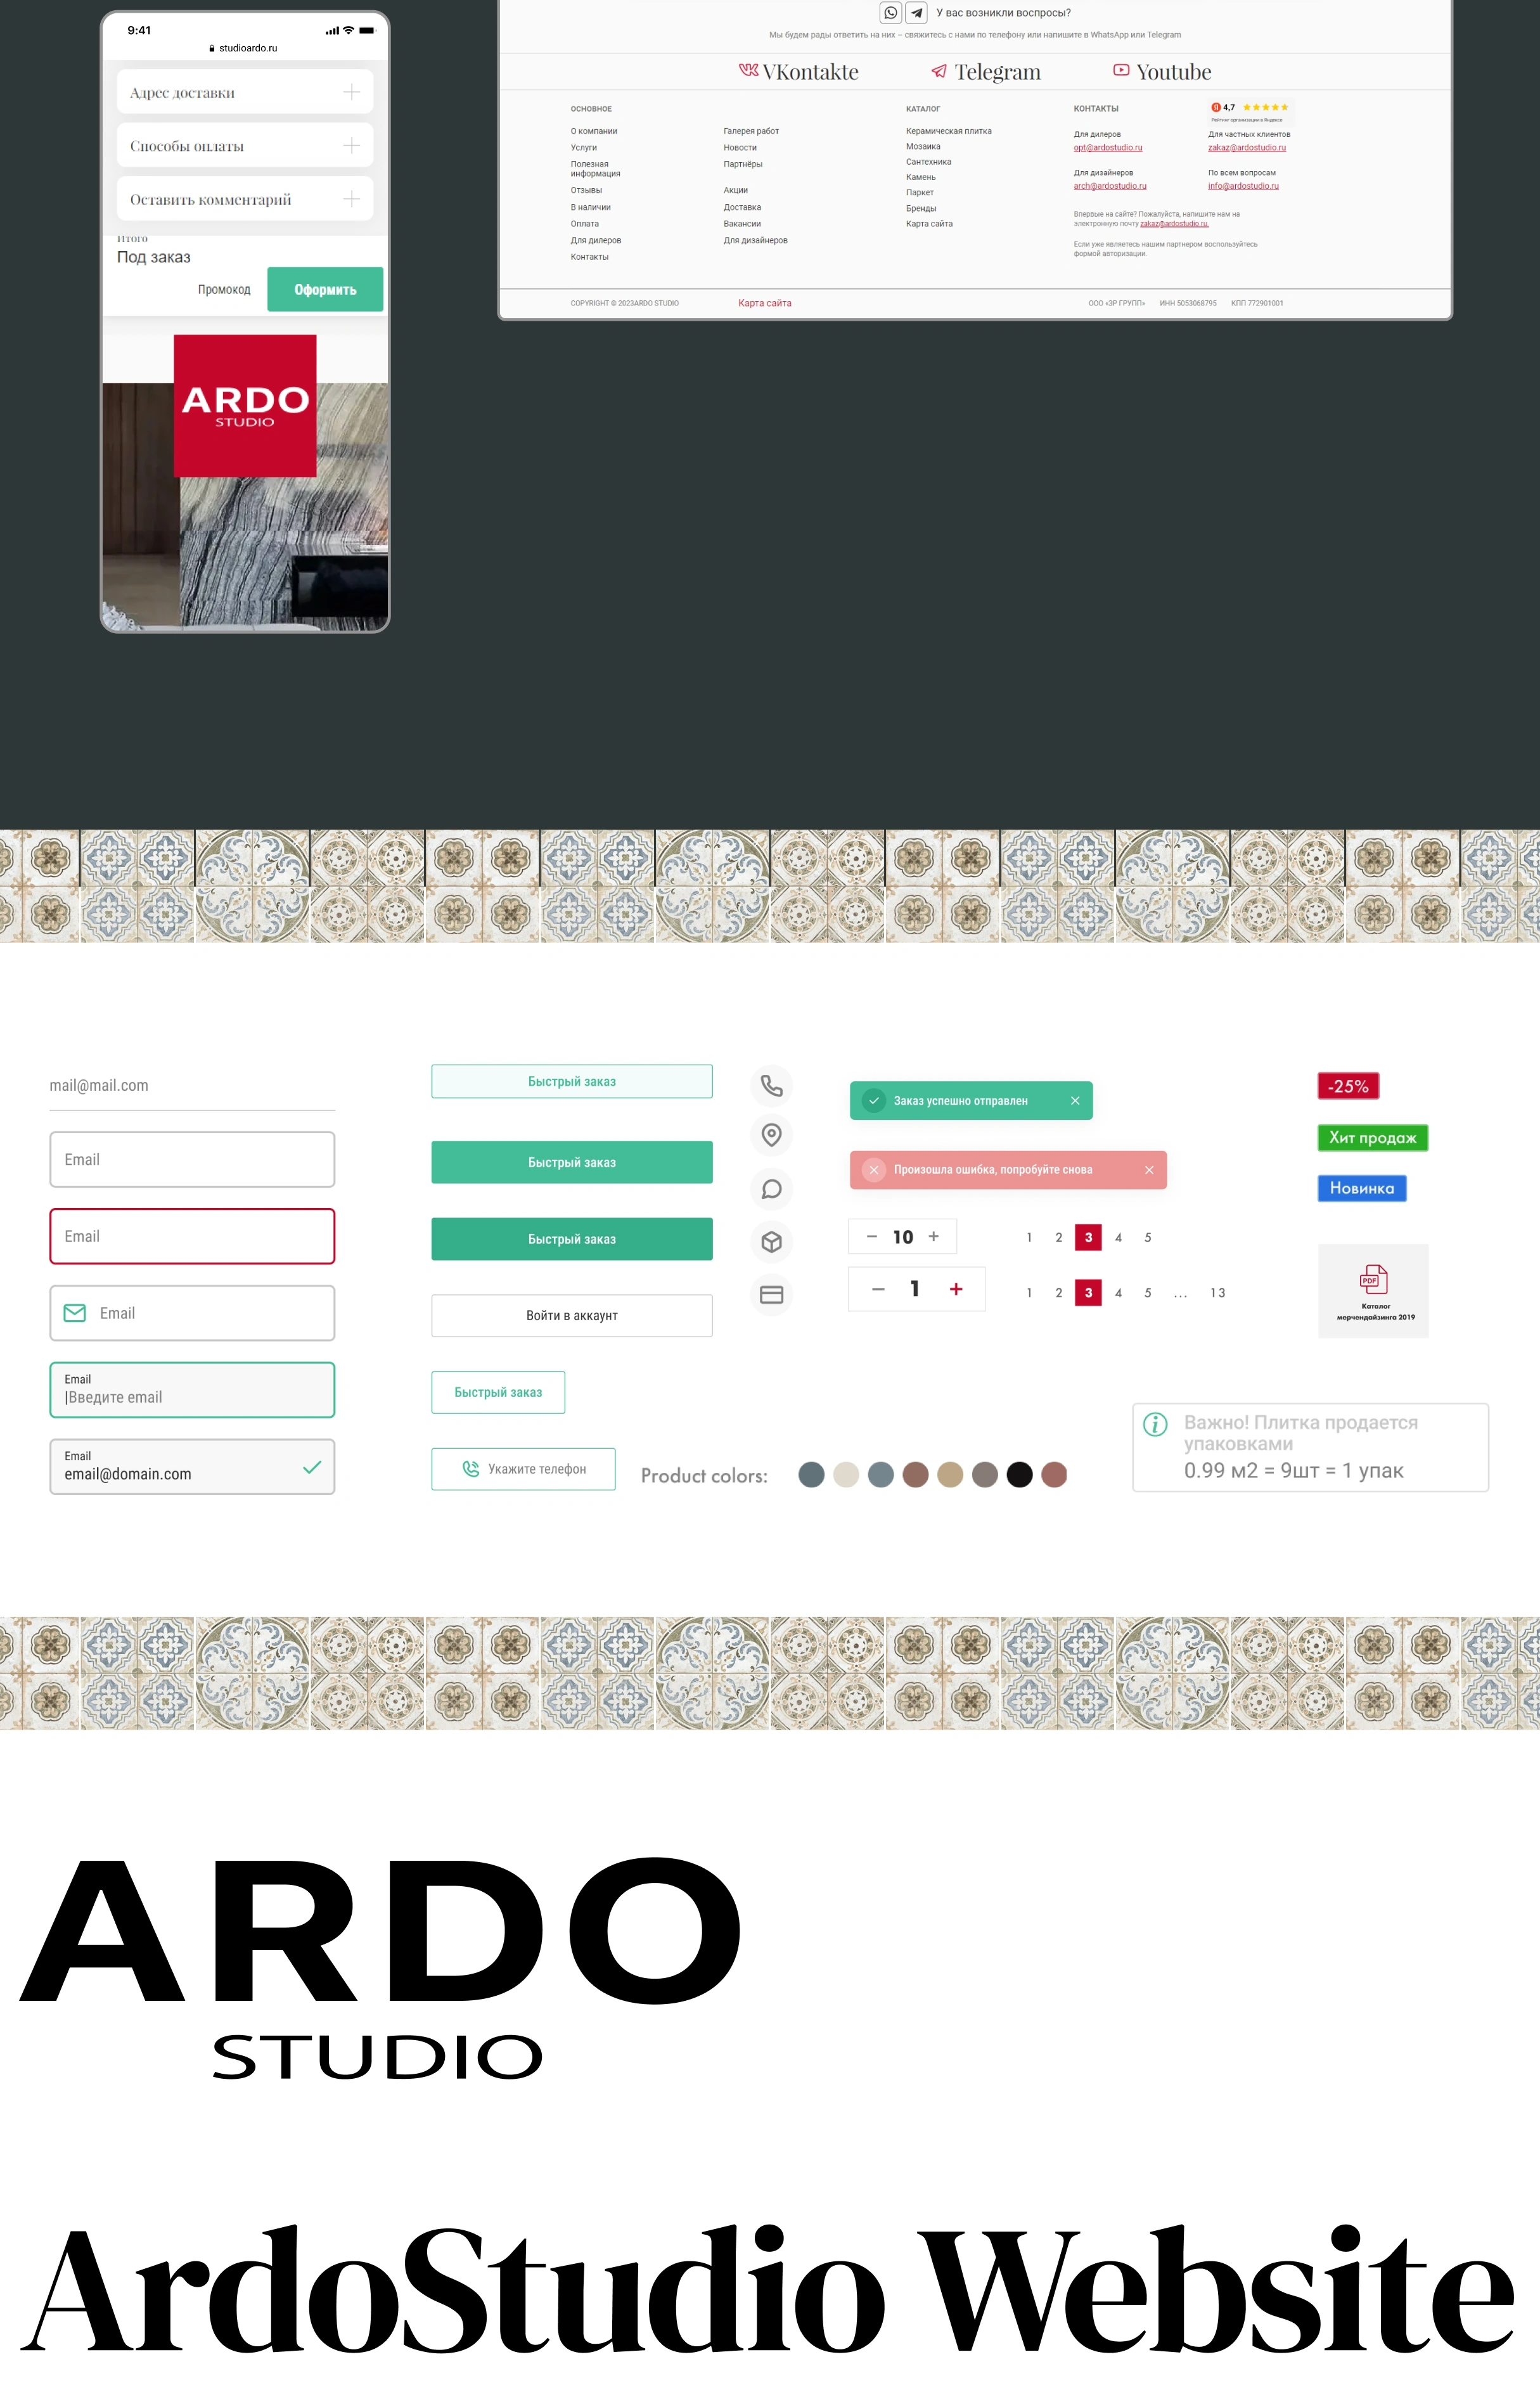 9:41
studioardo.ru
Адрес доставки
Способы оплаты
Оставить комментарий
Итого
Под заказ
Промокод
Оформить
ARDO
STUDIO
У вас возникли воспросы?
Мы будем рады ответить на них – свяжитесь с нами по телефону или напишите в WhatsApp или Telegram
VKontakte
Telegram
Youtube
ОСНОВНОЕ
О компании
Услуги
Полезная
информация
Отзывы
В наличии
Оплата
Для дилеров
Контакты
Галерея работ
Новости
Партнёры
Акции
Доставка
Вакансии
Для дизайнеров
КАТАЛОГ
Керамическая плитка
Мозаика
Сантехника
Камень
Паркет
Бренды
Карта сайта
КОНТАКТЫ
Я 4,7
Рейтинг организации в Яндексе
Для дилеров
opt@ardostudio.ru
Для частных клиентов
zakaz@ardostudio.ru
Для дизайнеров
arch@ardostudio.ru
По всем вопросам
info@ardostudio.ru
Впервые на сайте? Пожалуйста, напишите нам на
электронную почту zakaz@ardostudio.ru.
Если уже являетесь нашим партнером воспользуйтесь
формой авторизации.
COPYRIGHT © 2023ARDO STUDIO
Карта сайта
ООО «ЗР ГРУПП»
ИНН 5053068795
КПП 772901001
mail@mail.com
Email
Email
Email
Email
Введите email
Email
email@domain.com
Быстрый заказ
Быстрый заказ
Быстрый заказ
Войти в аккаунт
Быстрый заказ
Укажите телефон
Заказ успешно отправлен
Произошла ошибка, попробуйте снова
− 10 +
1 2 3 4 5
− 1 +
1 2 3 4 5 ... 13
-25%
Хит продаж
Новинка
PDF
Каталог
мерчендайзинга 2019
Product colors:
Важно! Плитка продается
упаковками
0.99 м2 = 9шт = 1 упак
ARDO
STUDIO
ArdoStudio Website